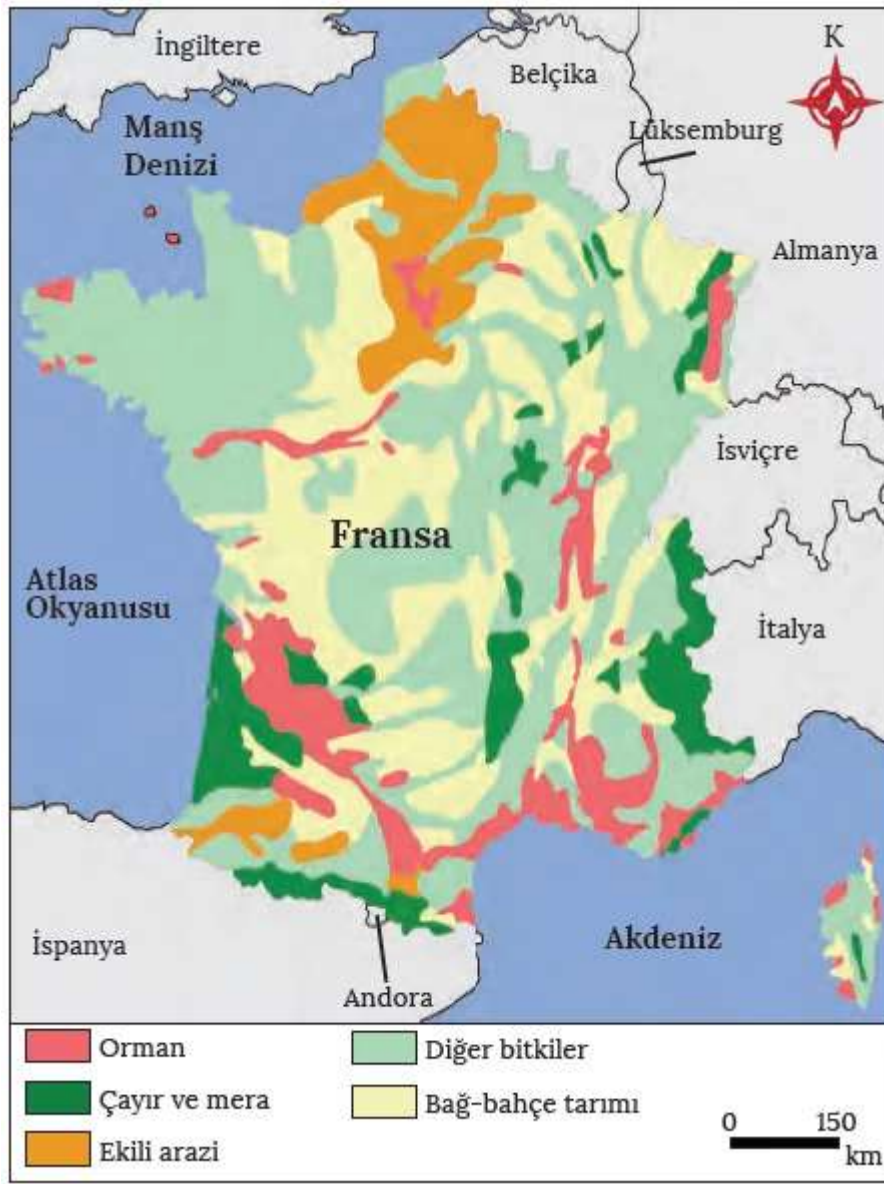 İngiltere
K
Belçika
Manş
Denizi
Lüksemburg
Almanya
İsviçre
Fransa
Atlas
Okyanusu
İtalya
İspanya
Akdeniz
Andora
Orman
Diğer bitkiler
Çayır ve mera
Bağ-bahçe tarımı
Ekili arazi
0 150
km